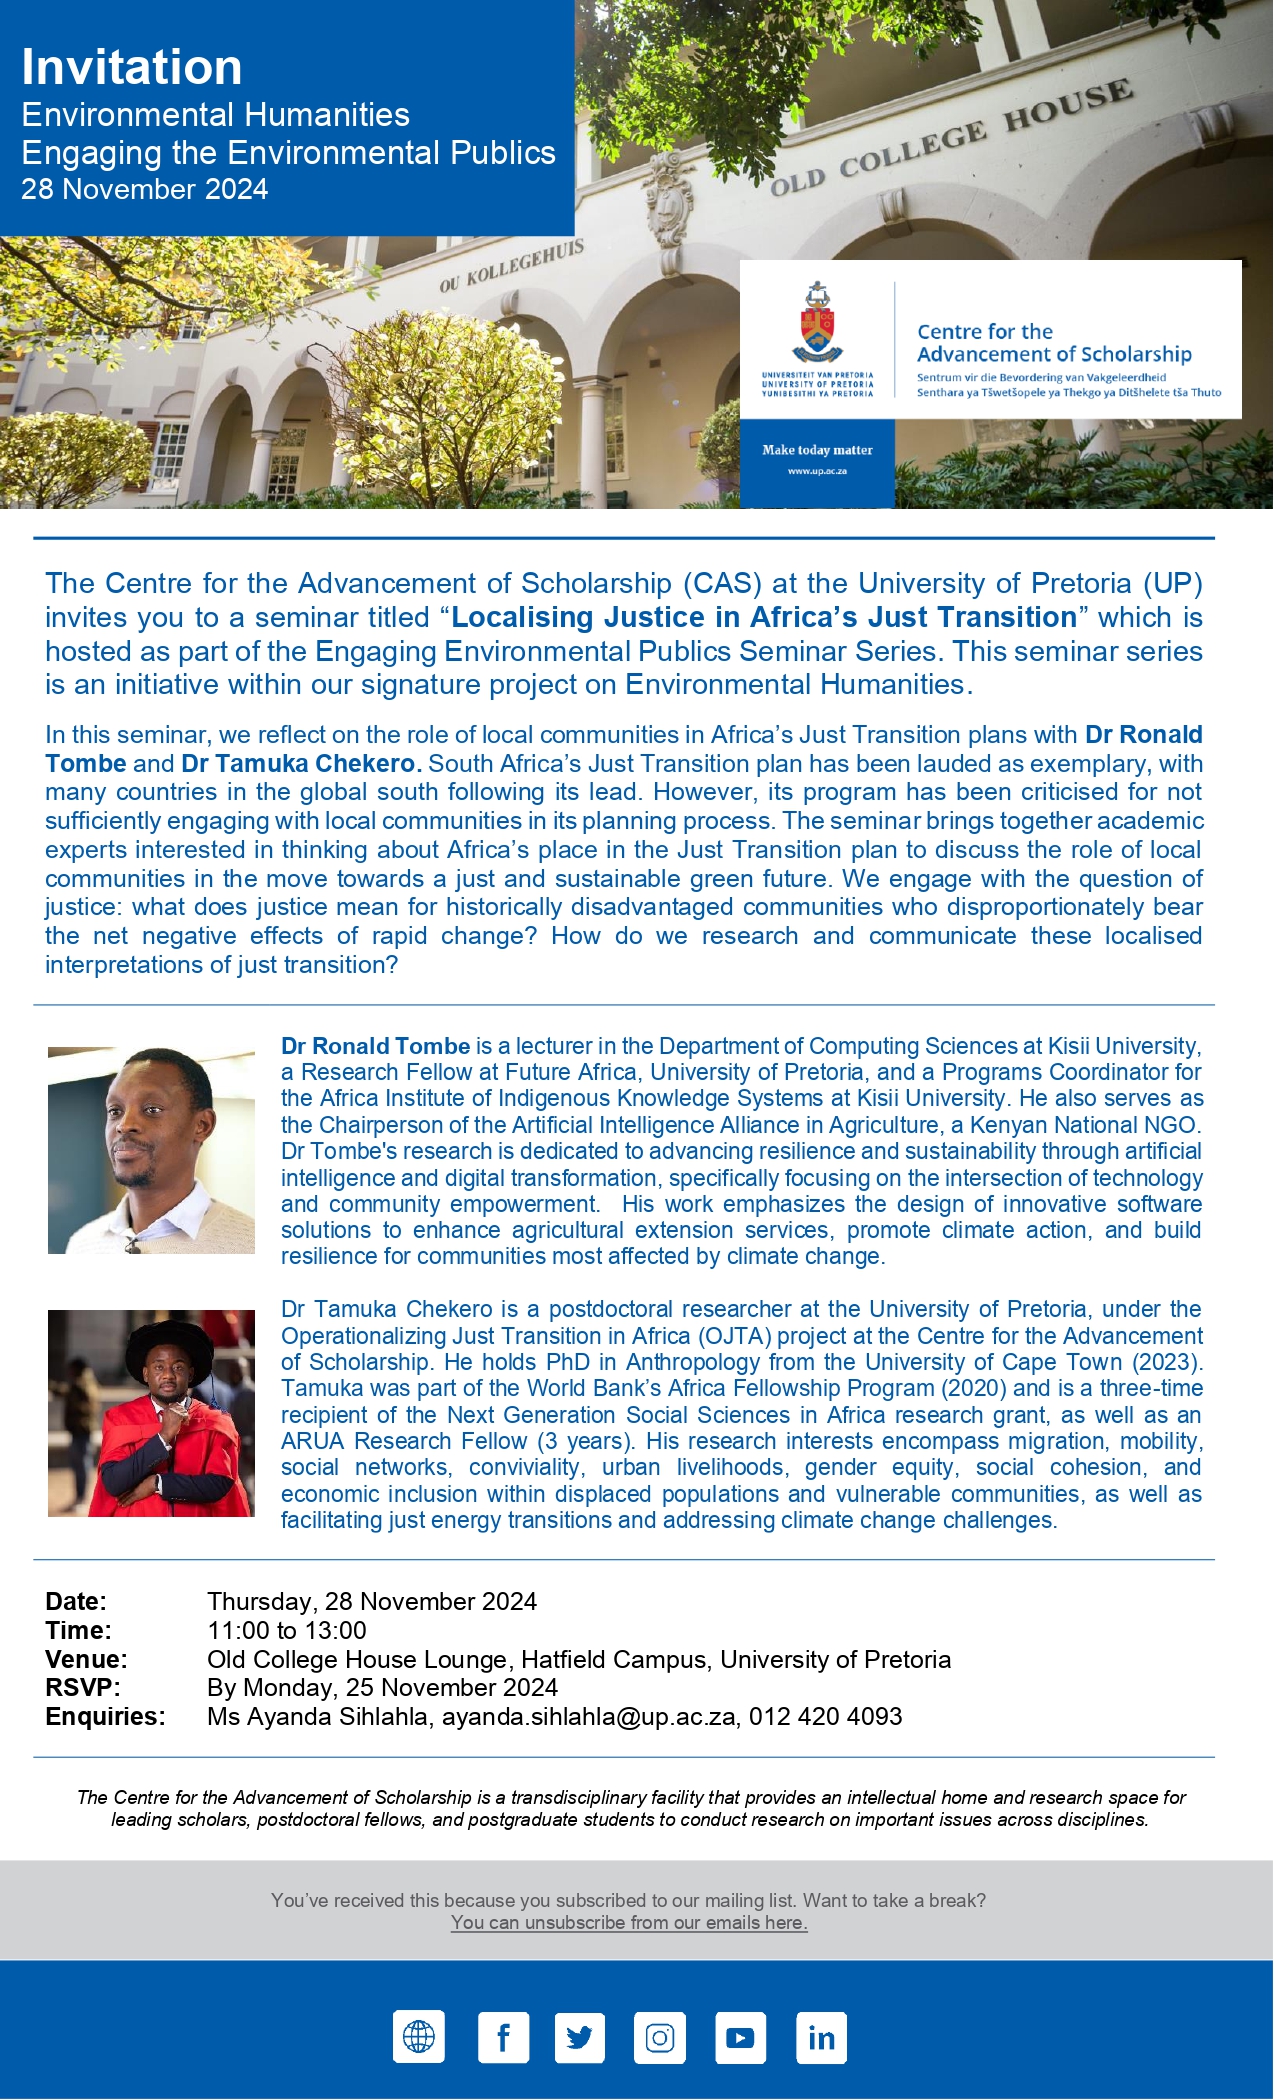 Invitation
Environmental Humanities
Engaging the Environmental Publics
28 November 2024
OLD COLLEGE HOUSE
OU KOLLEGEHUIS
UNIVERSITEIT VAN PRETORIA
UNIVERSITY OF PRETORIA
YUNIBESITHI YA PRETORIA
Centre for the
Advancement of Scholarship
Sentrum vir die Bevordering van Vakgeleerdheid
Senthara ya Tšwetšopele ya Thekgo ya Ditšhelete tša Thuto
Make today matter
www.up.ac.za
The Centre for the Advancement of Scholarship (CAS) at the University of Pretoria (UP)
invites you to a seminar titled “Localising Justice in Africa’s Just Transition” which is
hosted as part of the Engaging Environmental Publics Seminar Series. This seminar series
is an initiative within our signature project on Environmental Humanities.
In this seminar, we reflect on the role of local communities in Africa’s Just Transition plans with Dr Ronald
Tombe and Dr Tamuka Chekero. South Africa’s Just Transition plan has been lauded as exemplary, with
many countries in the global south following its lead. However, its program has been criticised for not
sufficiently engaging with local communities in its planning process. The seminar brings together academic
experts interested in thinking about Africa’s place in the Just Transition plan to discuss the role of local
communities in the move towards a just and sustainable green future. We engage with the question of
justice: what does justice mean for historically disadvantaged communities who disproportionately bear
the net negative effects of rapid change? How do we research and communicate these localised
interpretations of just transition?
Dr Ronald Tombe is a lecturer in the Department of Computing Sciences at Kisii University,
a Research Fellow at Future Africa, University of Pretoria, and a Programs Coordinator for
the Africa Institute of Indigenous Knowledge Systems at Kisii University. He also serves as
the Chairperson of the Artificial Intelligence Alliance in Agriculture, a Kenyan National NGO.
Dr Tombe's research is dedicated to advancing resilience and sustainability through artificial
intelligence and digital transformation, specifically focusing on the intersection of technology
and community empowerment. His work emphasizes the design of innovative software
solutions to enhance agricultural extension services, promote climate action, and build
resilience for communities most affected by climate change.
Dr Tamuka Chekero is a postdoctoral researcher at the University of Pretoria, under the
Operationalizing Just Transition in Africa (OJTA) project at the Centre for the Advancement
of Scholarship. He holds PhD in Anthropology from the University of Cape Town (2023).
Tamuka was part of the World Bank’s Africa Fellowship Program (2020) and is a three-time
recipient of the Next Generation Social Sciences in Africa research grant, as well as an
ARUA Research Fellow (3 years). His research interests encompass migration, mobility,
social networks, conviviality, urban livelihoods, gender equity, social cohesion, and
economic inclusion within displaced populations and vulnerable communities, as well as
facilitating just energy transitions and addressing climate change challenges.
Date: Thursday, 28 November 2024
Time: 11:00 to 13:00
Venue: Old College House Lounge, Hatfield Campus, University of Pretoria
RSVP: By Monday, 25 November 2024
Enquiries: Ms Ayanda Sihlahla, ayanda.sihlahla@up.ac.za, 012 420 4093
The Centre for the Advancement of Scholarship is a transdisciplinary facility that provides an intellectual home and research space for
leading scholars, postdoctoral fellows, and postgraduate students to conduct research on important issues across disciplines.
You’ve received this because you subscribed to our mailing list. Want to take a break?
You can unsubscribe from our emails here.